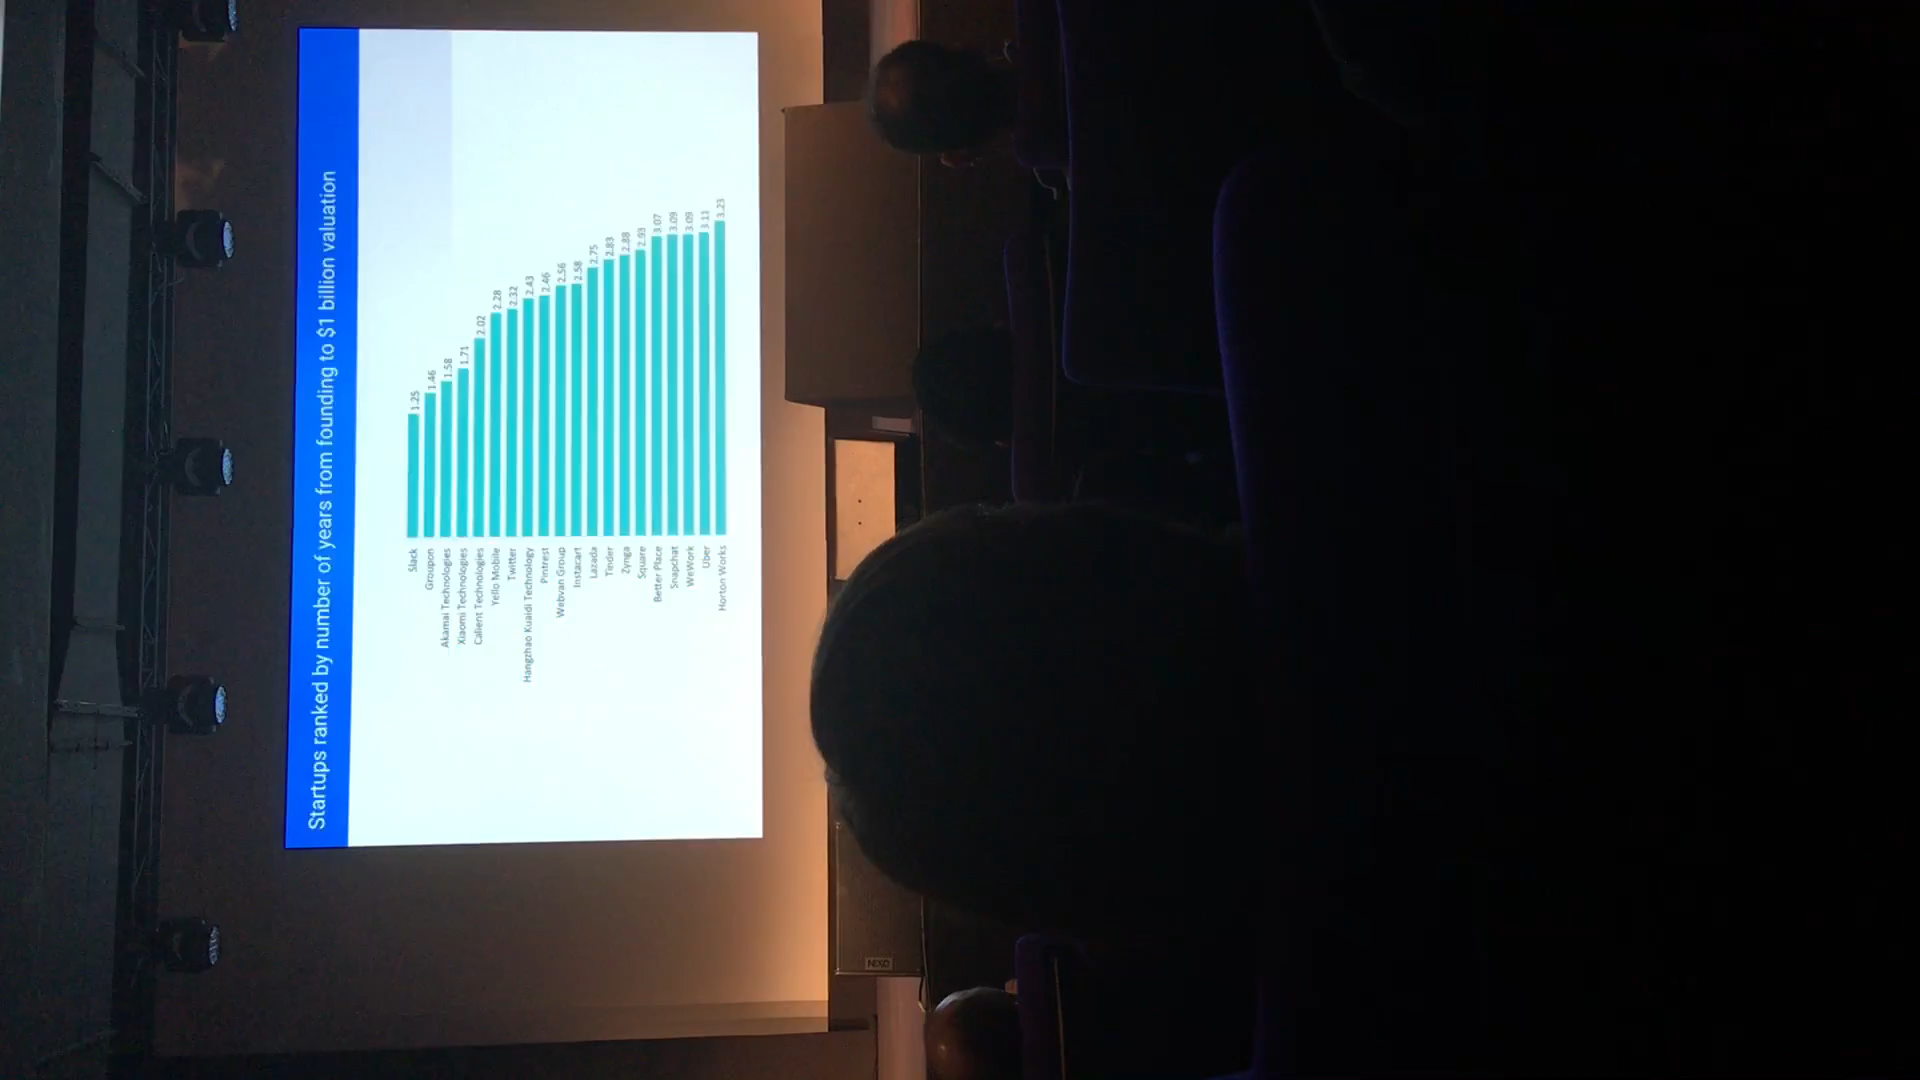 Startups ranked by number of years from founding to $1 billion valuation
Slack 1.25
Groupon 1.46
Akamai Technologies 1.58
Xiaomi Technologies 1.71
Calient Technologies 2.02
Yello Mobile 2.28
Twitter 2.32
Hangzhao Kuaidi Technology 2.43
Pintrest 2.46
Webvan Group 2.56
Instacart 2.58
Lazada 2.75
Tinder 2.83
Zynga 2.88
Square 2.93
Better Place 3.07
Snapchat 3.09
WeWork 3.09
Uber 3.11
Horton Works 3.23
NEXO